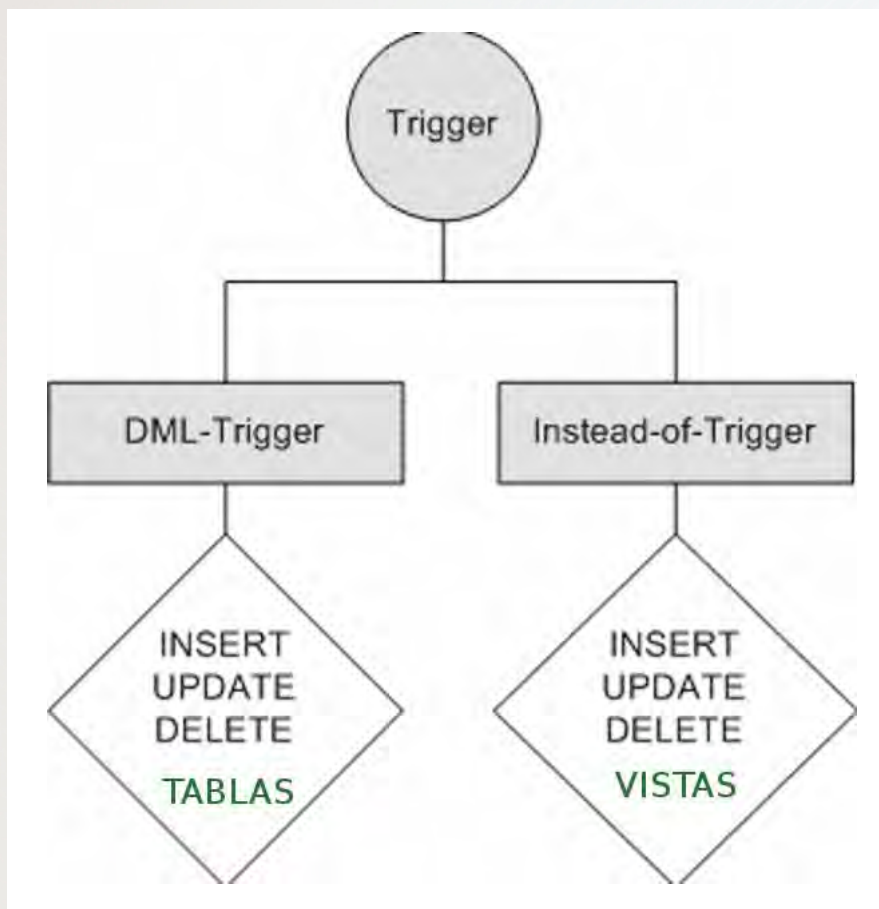 Trigger
DML-Trigger
Instead-of-Trigger
INSERT
UPDATE
DELETE
TABLAS
INSERT
UPDATE
DELETE
VISTAS